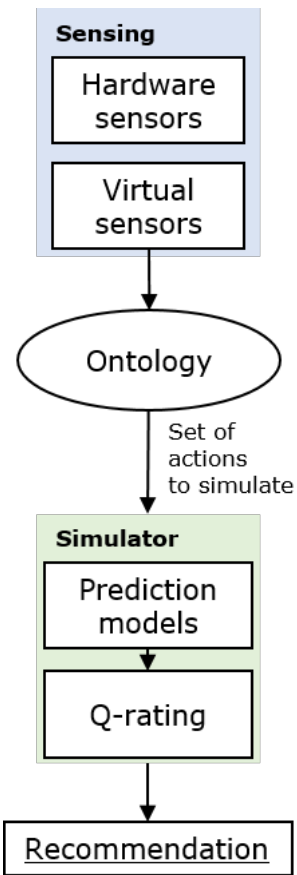 Sensing
Hardware
sensors
Virtual
sensors
Ontology
Set of
actions
to simulate
Simulator
Prediction
models
Q-rating
Recommendation